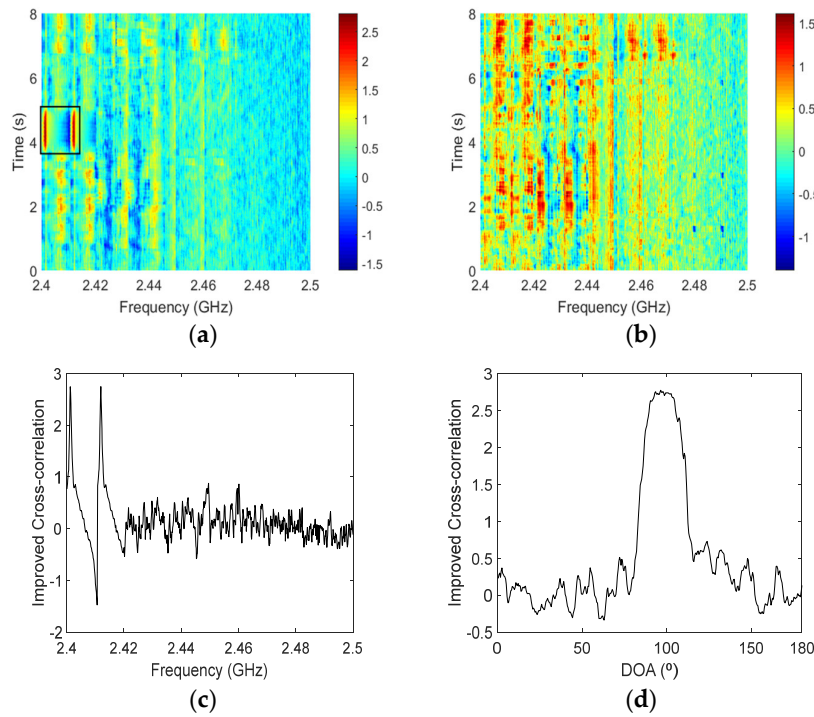 8
6
4
2
0
Time (s)
2.4 2.42 2.44 2.46 2.48 2.5
Frequency (GHz)
2.5
2
1.5
1
0.5
0
-0.5
-1
-1.5
(a)
8
6
4
2
0
Time (s)
2.4 2.42 2.44 2.46 2.48 2.5
Frequency (GHz)
1.5
1
0.5
0
-0.5
-1
(b)
3
2
1
0
-1
-2
Improved Cross-correlation
2.4 2.42 2.44 2.46 2.48 2.5
Frequency (GHz)
(c)
3
2.5
2
1.5
1
0.5
0
-0.5
Improved Cross-correlation
0 50 100 150 180
DOA (º)
(d)